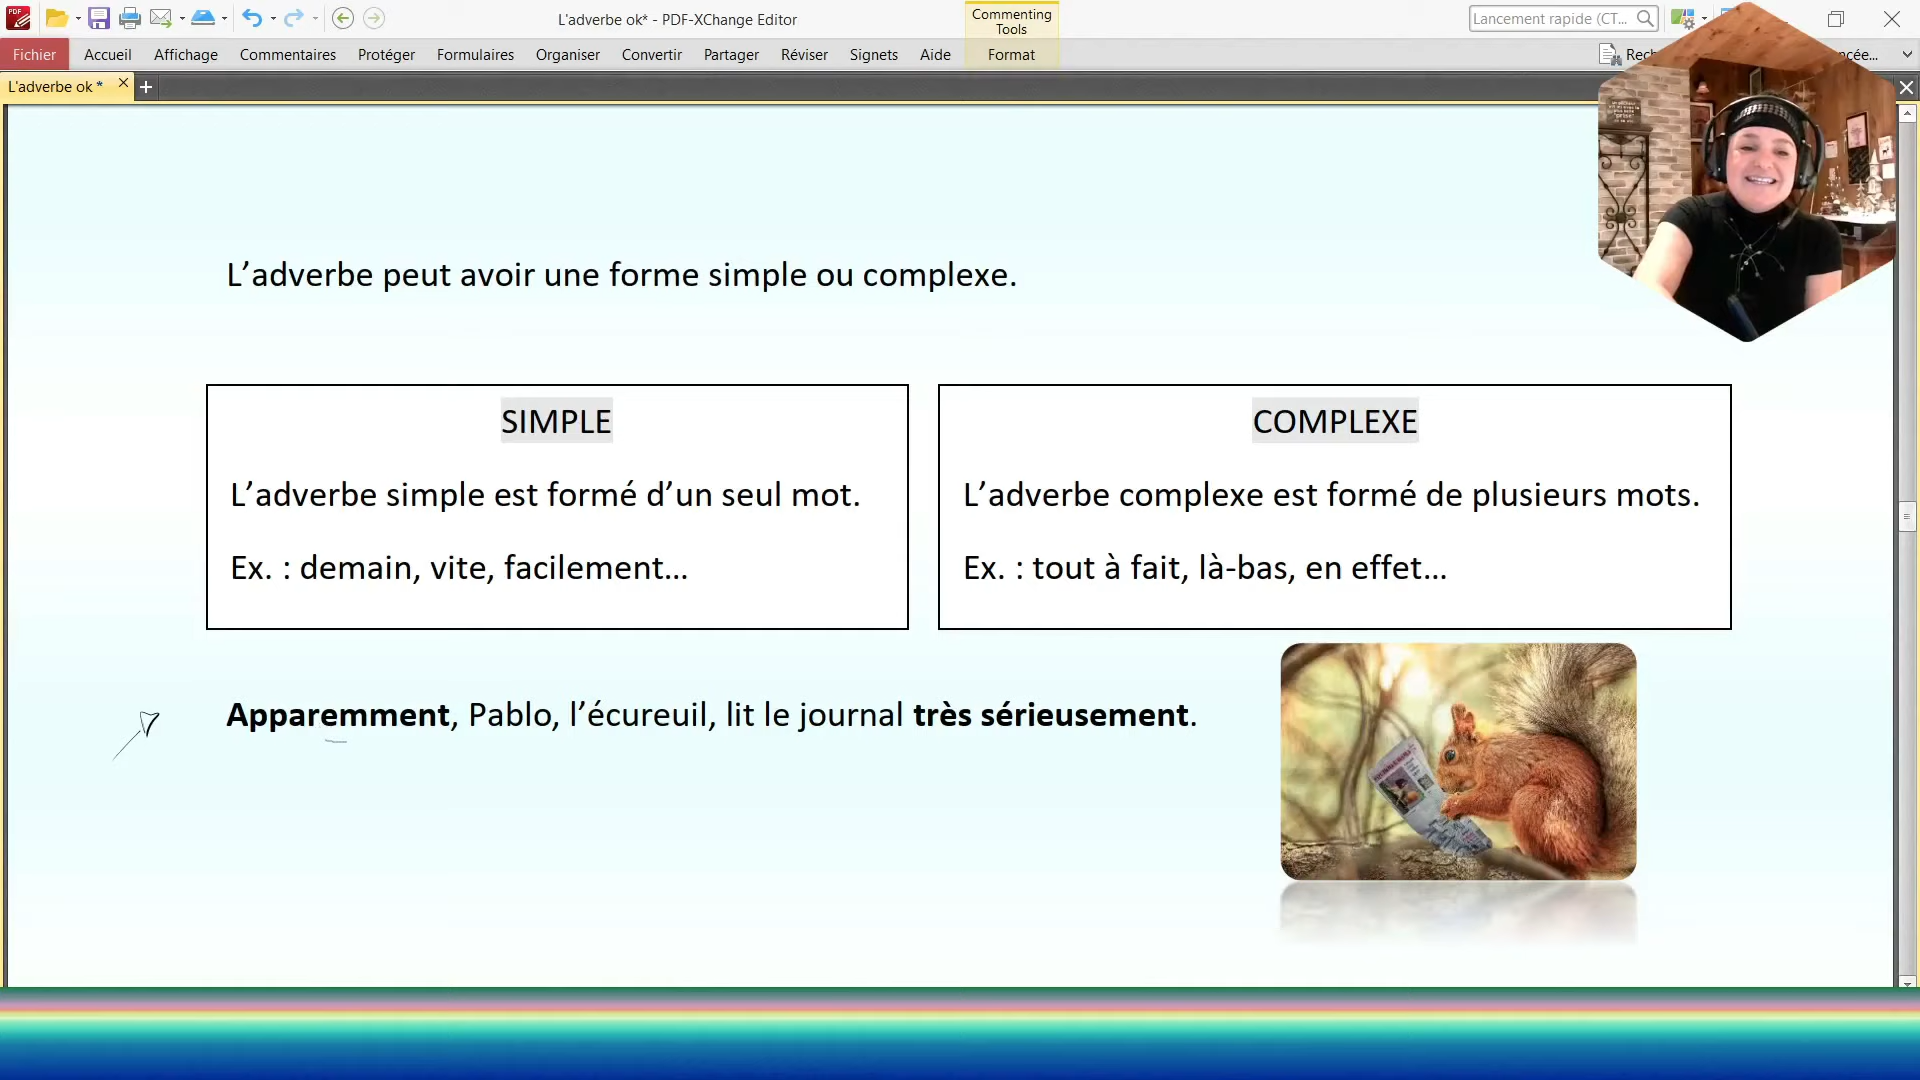 L'adverbe ok* - PDF-XChange Editor
Commenting Tools
Lancement rapide (CT...
Fichier Accueil Affichage Commentaires Protéger Formulaires Organiser Convertir Partager Réviser Signets Aide Format
L'adverbe ok *
L’adverbe peut avoir une forme simple ou complexe.
SIMPLE
L’adverbe simple est formé d’un seul mot.
Ex. : demain, vite, facilement…
COMPLEXE
L’adverbe complexe est formé de plusieurs mots.
Ex. : tout à fait, là-bas, en effet…
Apparemment, Pablo, l’écureuil, lit le journal très sérieusement.